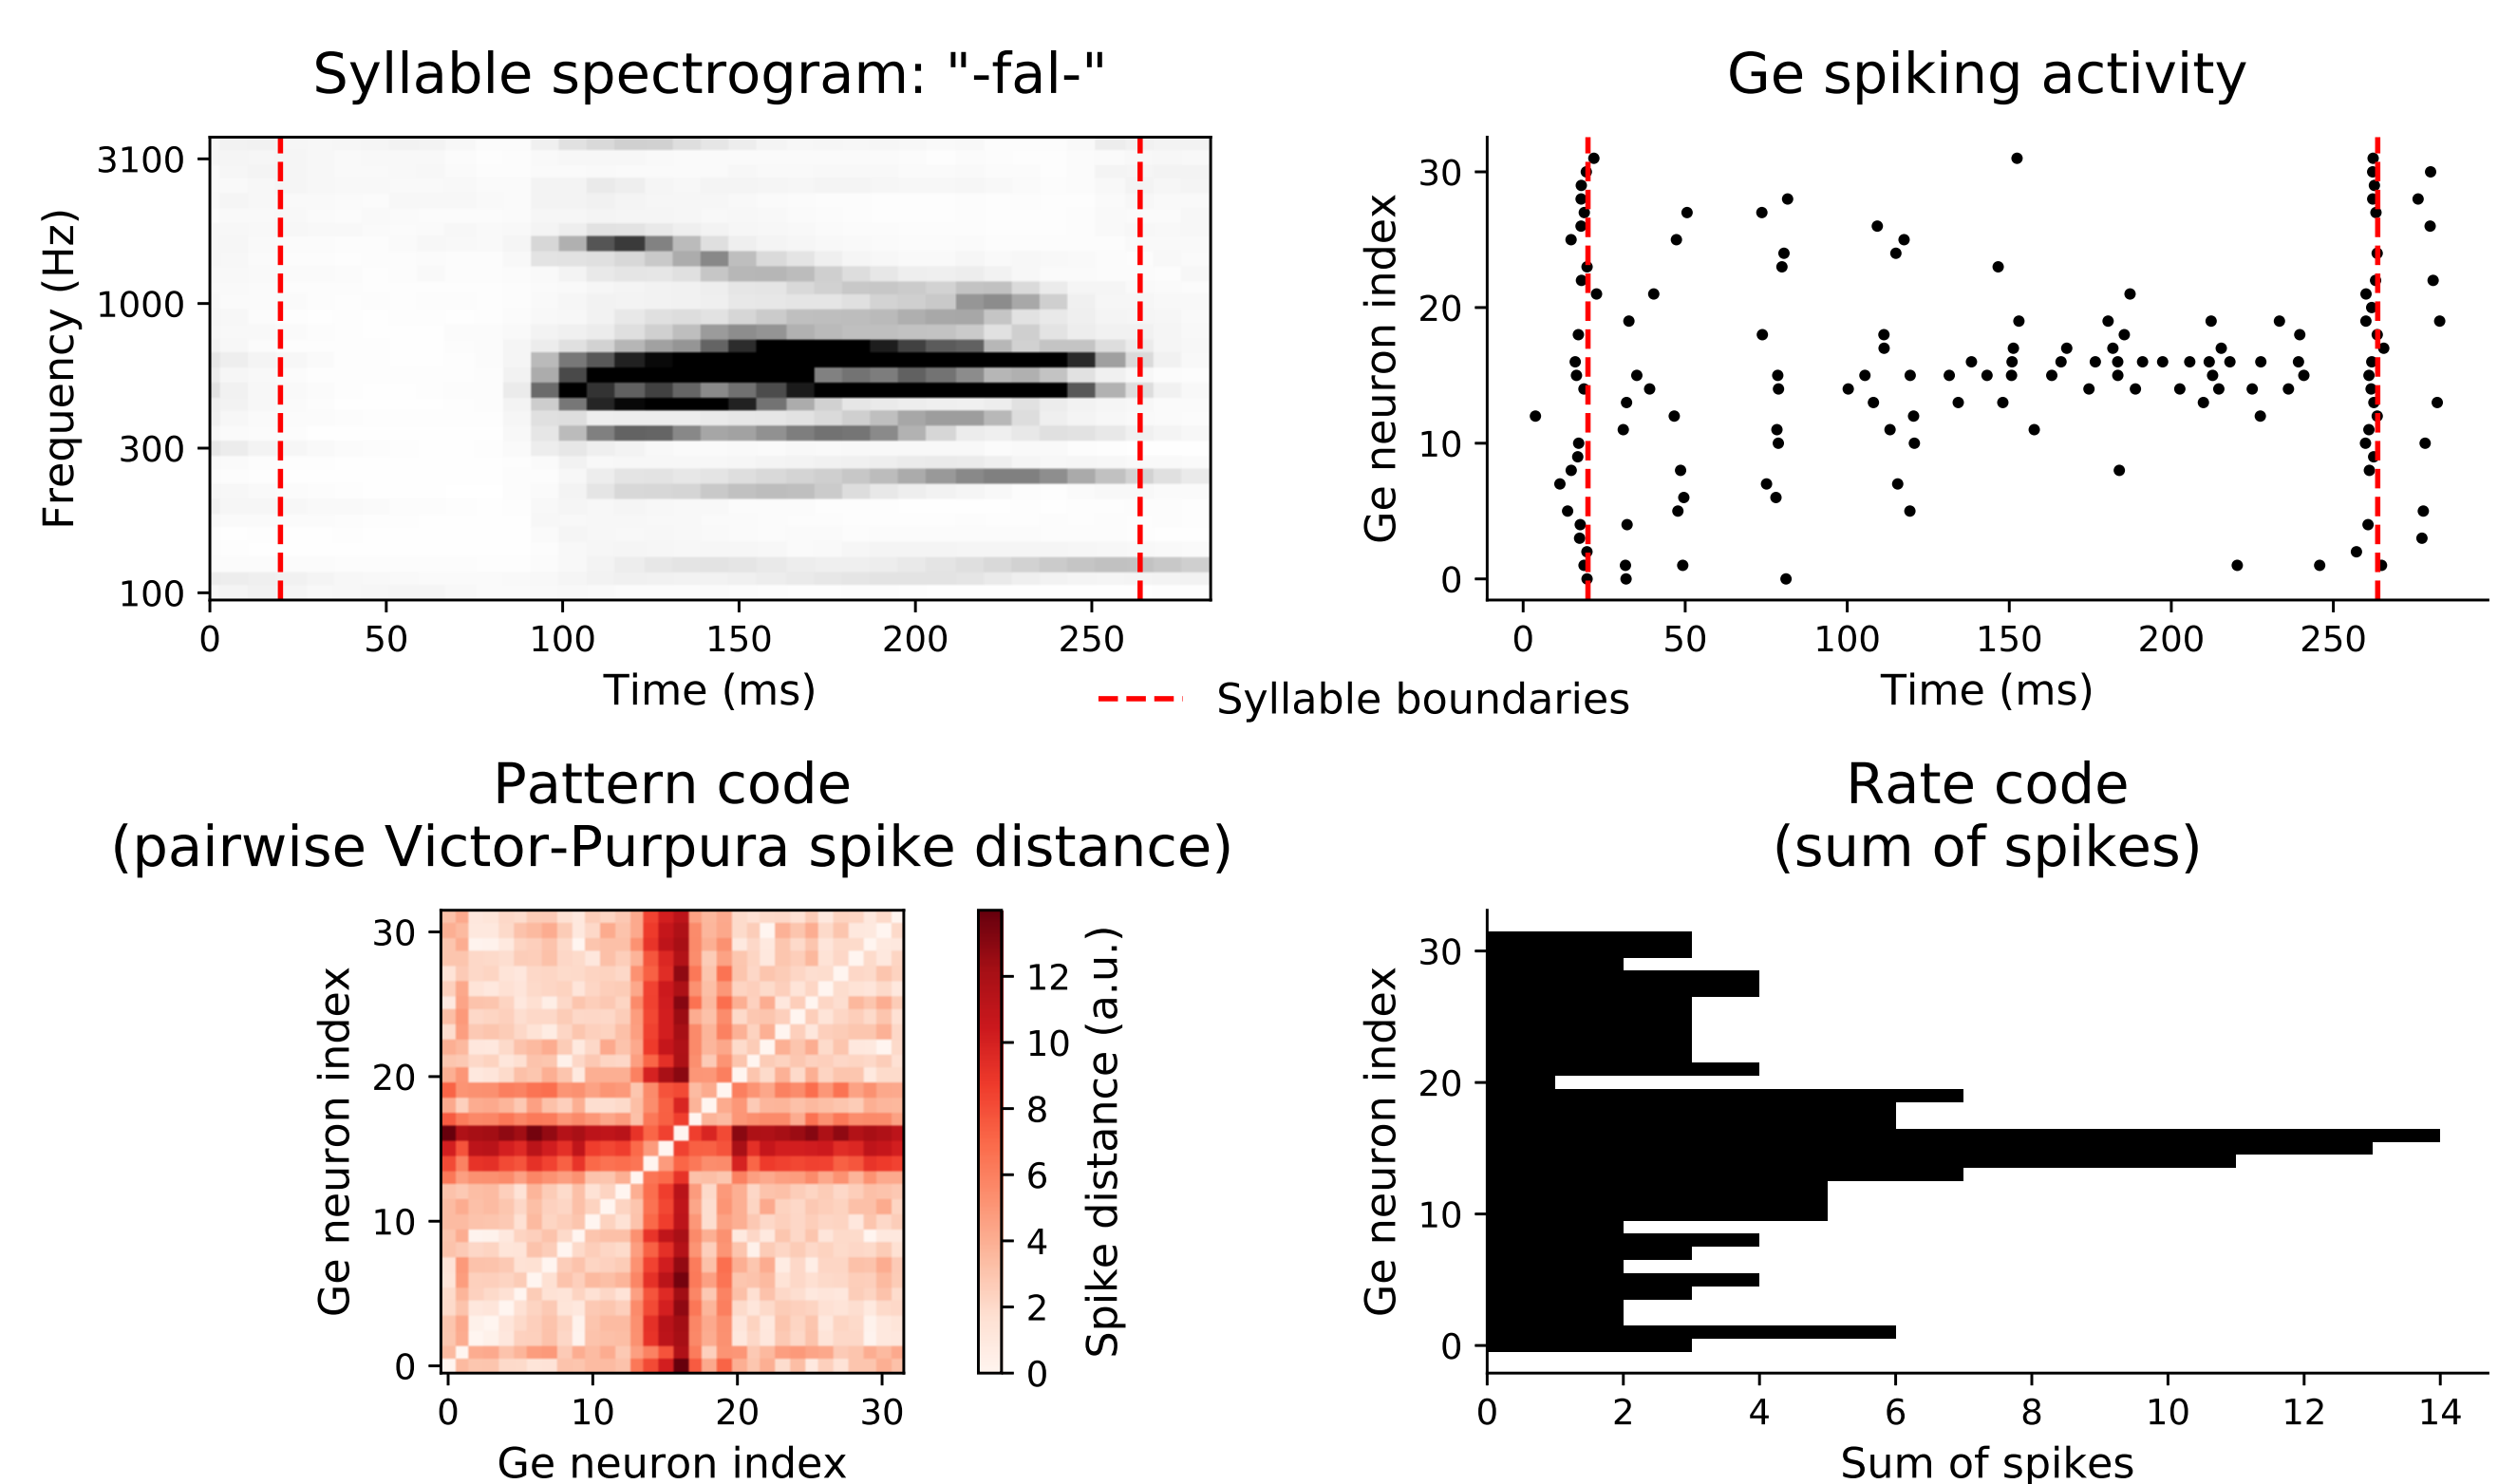 Syllable spectrogram: "-fal-"
Frequency (Hz)
3100
1000
300
100
0 50 100 150 200 250
Time (ms)
Ge spiking activity
Ge neuron index
30
20
10
0
0 50 100 150 200 250
Time (ms)
Syllable boundaries
Pattern code
(pairwise Victor-Purpura spike distance)
Ge neuron index
30
20
10
0
0 10 20 30
Ge neuron index
12
10
8
6
4
2
0
Spike distance (a.u.)
Rate code
(sum of spikes)
Ge neuron index
30
20
10
0
0 2 4 6 8 10 12 14
Sum of spikes